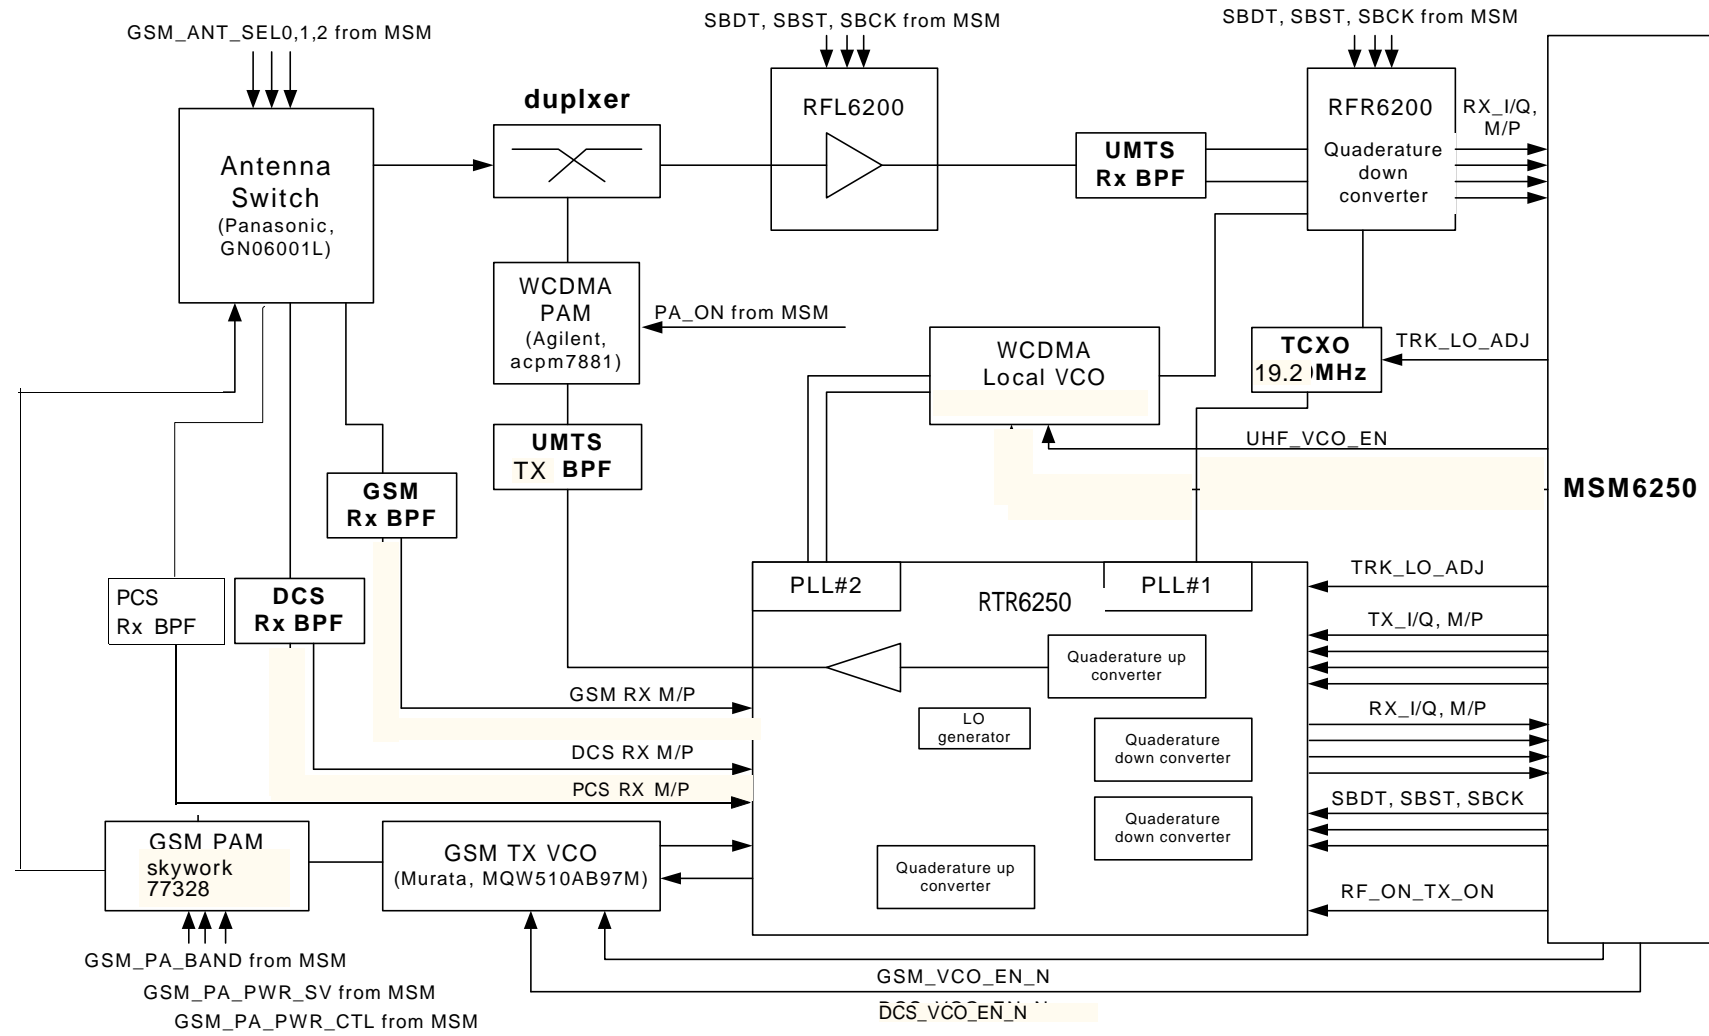 GSM_ANT_SEL0,1,2 from MSM
SBDT, SBST, SBCK from MSM
SBDT, SBST, SBCK from MSM
duplxer
Antenna
Switch
(Panasonic,
GN06001L)
RFL6200
UMTS
Rx BPF
RFR6200
Quaderature
down
converter
RX_I/Q,
M/P
WCDMA
PAM
(Agilent,
acpm7881)
PA_ON from MSM
WCDMA
Local VCO
TCXO
19.2 MHz
TRK_LO_ADJ
UHF_VCO_EN
MSM6250
UMTS
TX BPF
GSM
Rx BPF
PCS
Rx BPF
DCS
Rx BPF
PLL#2
RTR6250
PLL#1
TRK_LO_ADJ
TX_I/Q, M/P
Quaderature up
converter
GSM RX M/P
LO
generator
RX_I/Q, M/P
Quaderature
down converter
DCS RX M/P
PCS RX M/P
SBDT, SBST, SBCK
Quaderature
down converter
GSM PAM
skywork
77328
GSM TX VCO
(Murata, MQW510AB97M)
Quaderature up
converter
RF_ON_TX_ON
GSM_PA_BAND from MSM
GSM_PA_PWR_SV from MSM
GSM_PA_PWR_CTL from MSM
GSM_VCO_EN_N
DCS_VCO_EN_N